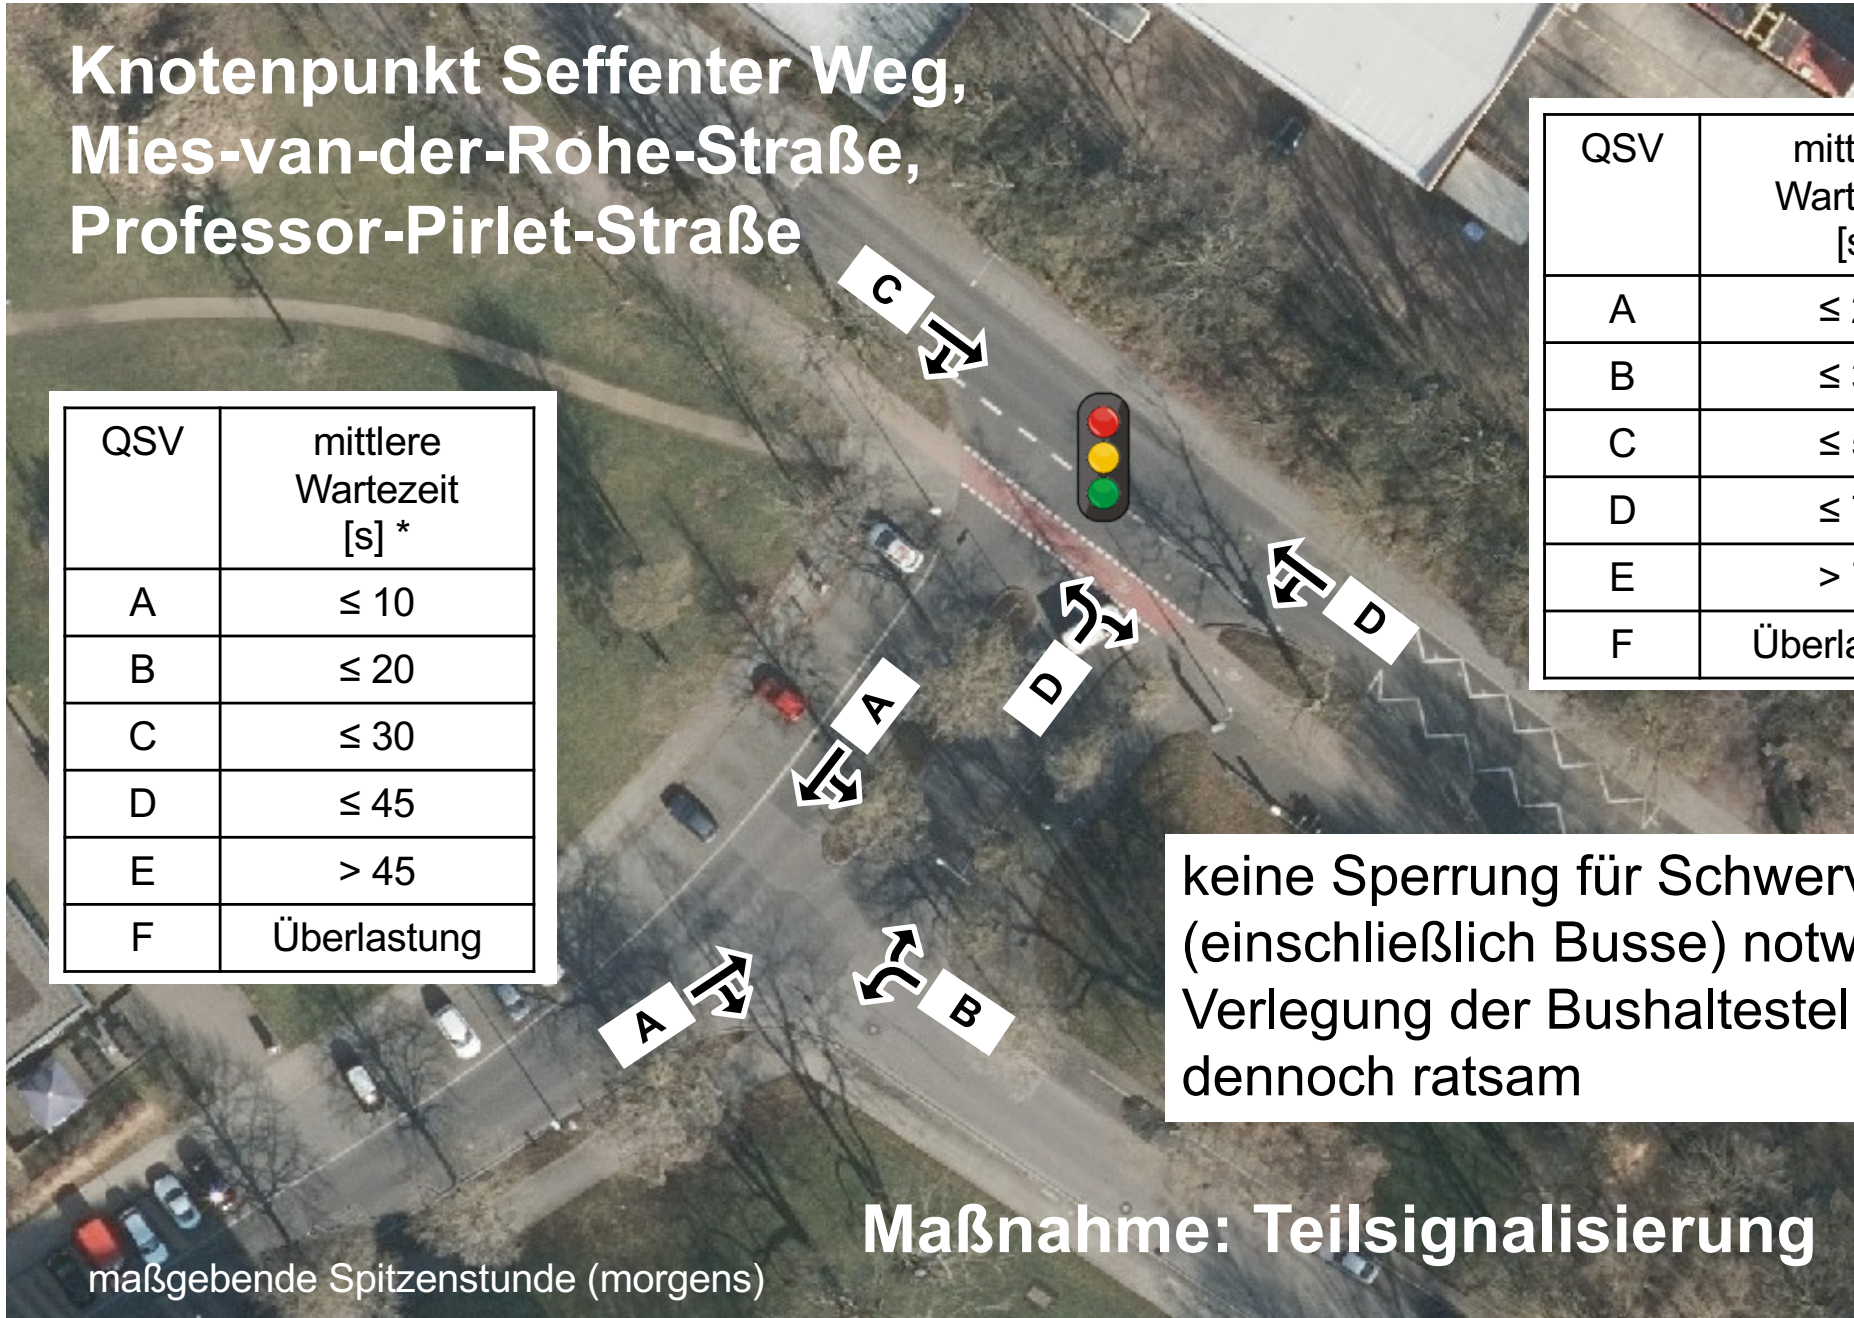 Knotenpunkt Seffenter Weg,
Mies-van-der-Rohe-Straße,
Professor-Pirlet-Straße
C
D
D
A
A
B
QSV mittlere
Wartezeit
[s] *
A ≤ 10
B ≤ 20
C ≤ 30
D ≤ 45
E > 45
F Überlastung
QSV
A ≤
B ≤
C ≤
D ≤
E >
F
keine Sperrung für
(einschließlich Busse)
Verlegung der
dennoch ratsam
Maßnahme: Teilsignalisierung
maßgebende Spitzenstunde (morgens)